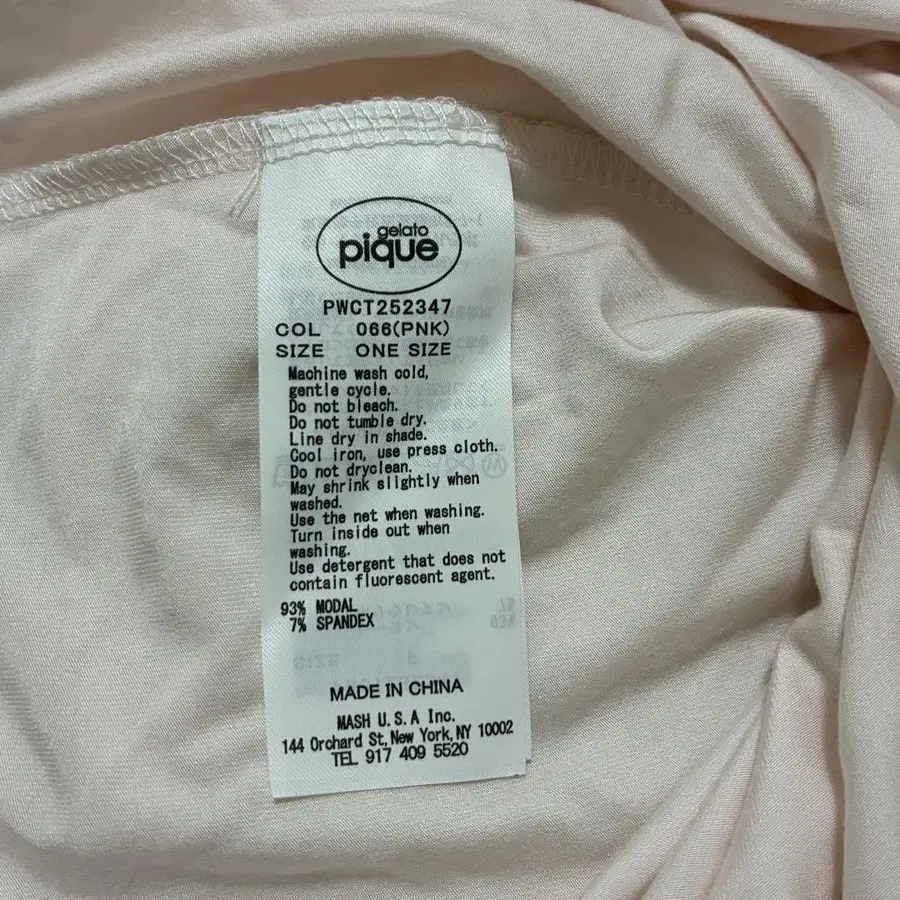 gelato
pique
PWCT252347
COL 066(PNK)
SIZE ONE SIZE
Machine wash cold,
gentle cycle.
Do not bleach.
Do not tumble dry.
Line dry in shade.
Cool iron, use press cloth.
Do not dryclean.
May shrink slightly when
washed.
Use the net when washing.
Turn inside out when
washing.
Use detergent that does not
contain fluorescent agent.
93% MODAL
7% SPANDEX
MADE IN CHINA
MASH U.S.A Inc.
144 Orchard St, New York, NY 10002
TEL 917 409 5520